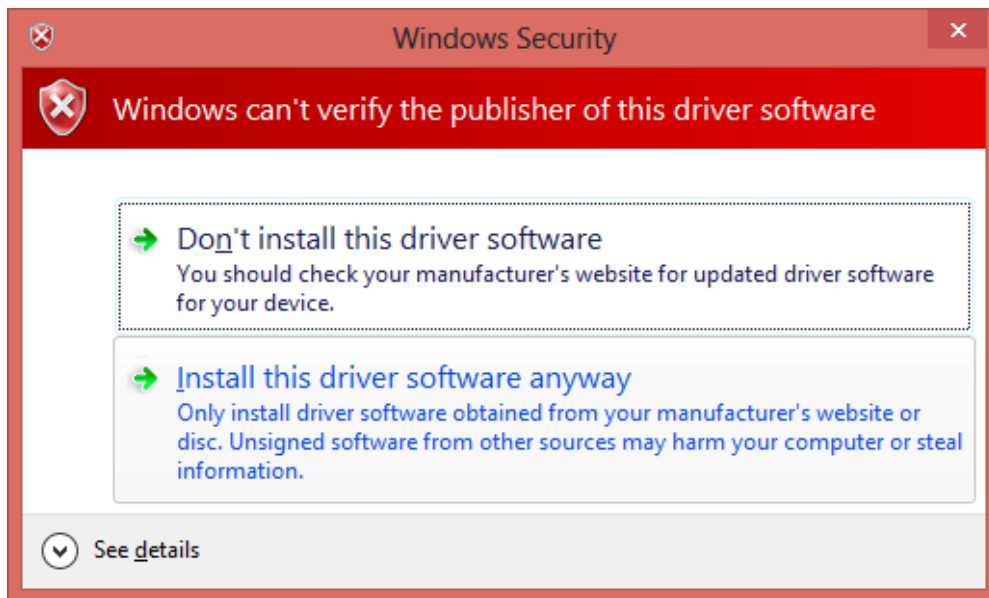 Windows Security
Windows can't verify the publisher of this driver software
Don't install this driver software
You should check your manufacturer's website for updated driver software
for your device.
Install this driver software anyway
Only install driver software obtained from your manufacturer's website or
disc. Unsigned software from other sources may harm your computer or steal
information.
See details